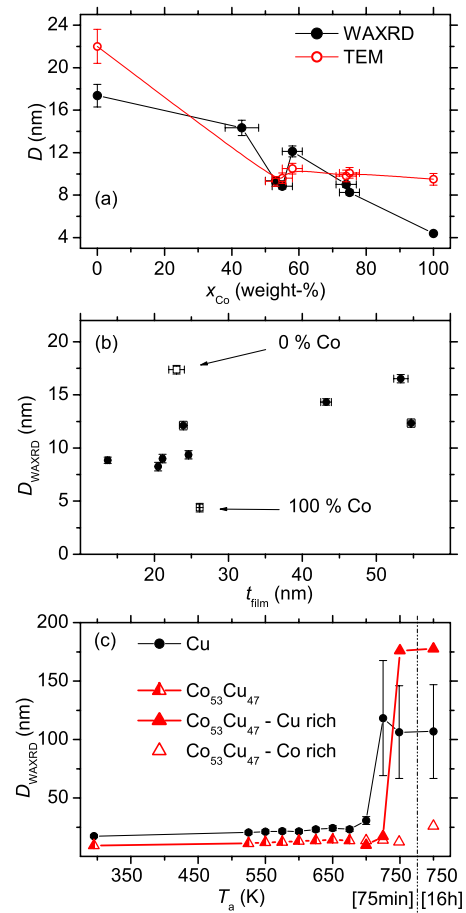 24
20
16
12
8
4
D (nm)
WAXRD
TEM
(a)
0 20 40 60 80 100
x_Co (weight-%)
(b)
20
15
10
5
0
D_WAXRD (nm)
0 % Co
100 % Co
20 30 40 50
t_film (nm)
(c)
200
150
100
50
D_WAXRD (nm)
Cu
Co53Cu47
Co53Cu47 - Cu rich
Co53Cu47 - Co rich
350 450 550 650 750 750
T_a (K) [75min] [16h]